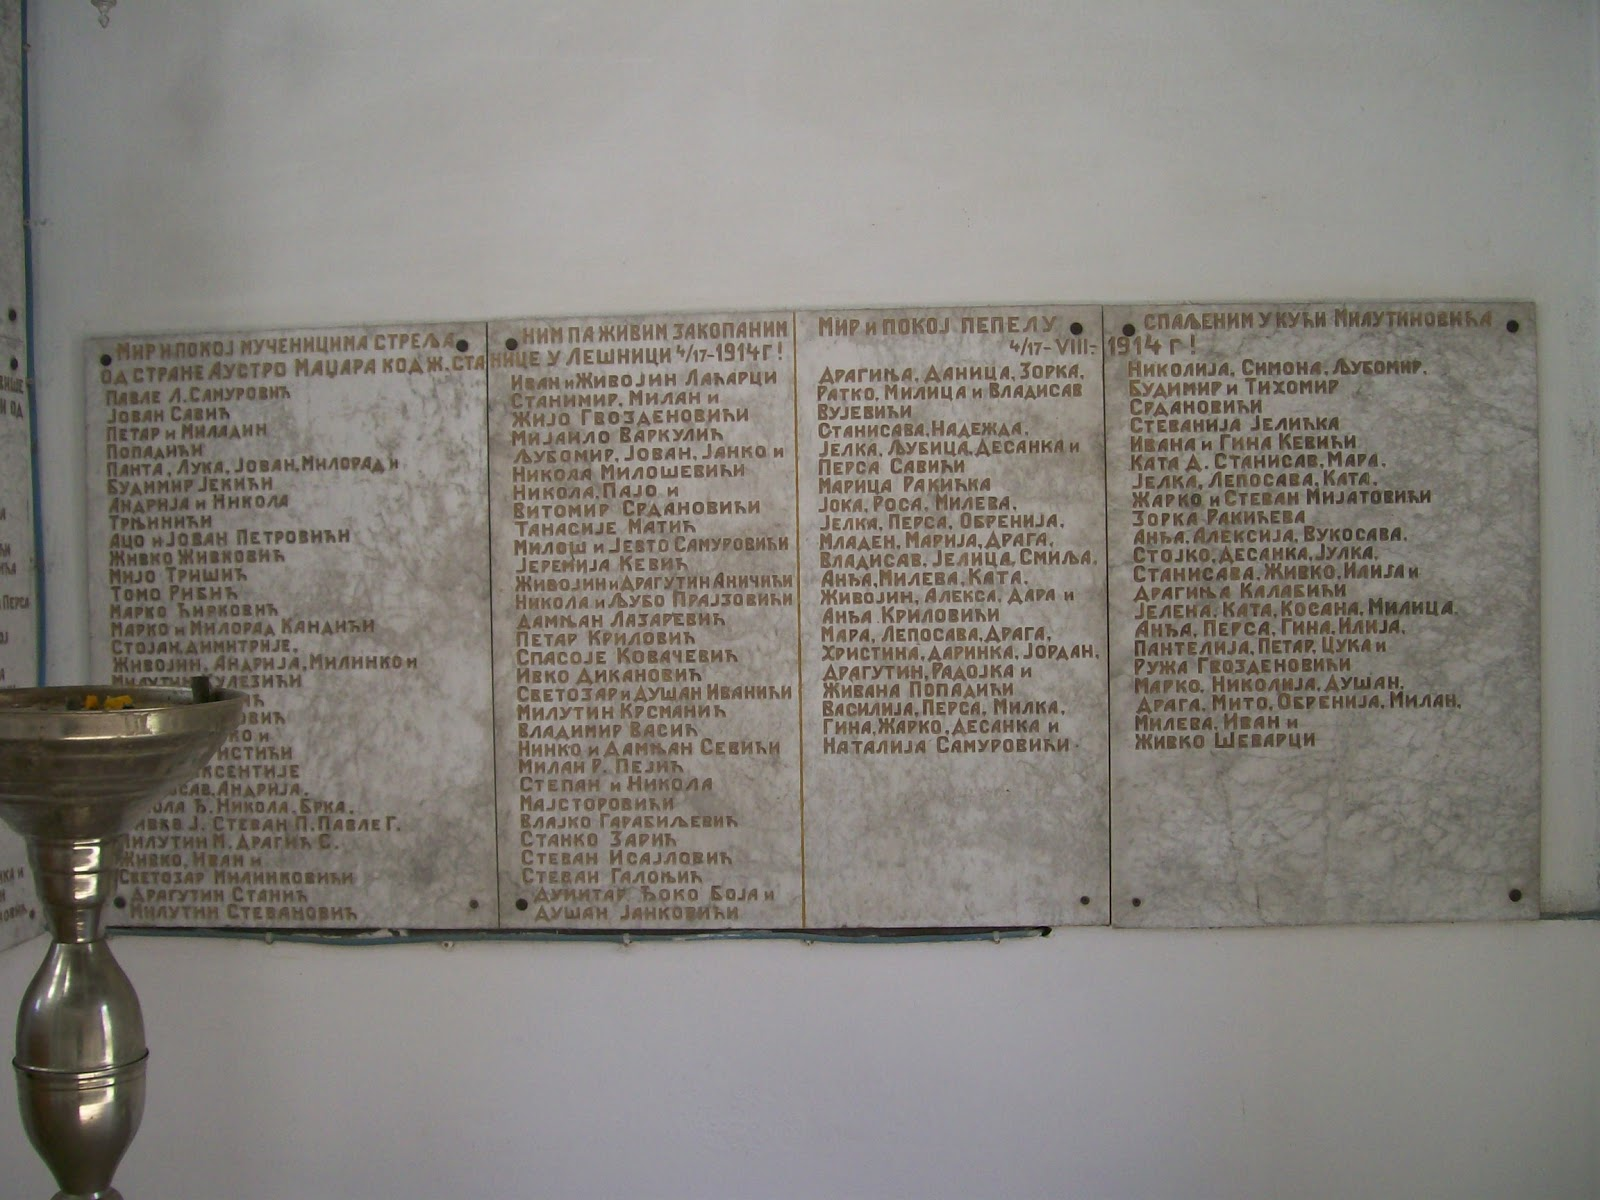 Мир и покој мученицима стреља
ним па живим закопаним
од стране Аустро Маџара код ж. ста
нице у Лешници 4/17-1914 г!
Павле Л. Самуровић
Јован Савић
Петар и Миладин
Попадићи
Панта, Лука, Јован, Милорад и
Будимир Јекићи
Андрија и Никола
Трњинићи
Ацо и Јован Петровићи
Живко Живковић
Мијо Тришић
Томо Рибић
Марко Ћирковић
Марко и Милорад Кандићи
Стојан, Димитрије,
Живојин, Андрија, Милинко и
Милутин
Никола, Брка,
Стеван П. Павле Г.
Милутин М. Драгић С.
Живко, Иван и
Светозар Милинковићи
Драгутин Станић
Милутин Стевановић
Иван и Живојин Лаћарци
Станимир, Милан и
Жијо Гвозденовићи
Мијаило Варкулић
Љубомир, Јован, Јанко и
Никола Милошевићи
Никола, Пајо и
Витомир Срдановићи
Танасије Матић
Милош и Јевто Самуровићи
Јеремија Кевић
Живојин и Драгутин Аничићи
Никола и Љубо Прајзовићи
Дамњан Лазаревић
Петар Криловић
Спасоје Ковачевић
Ивко Дикановић
Светозар и Душан Иванићи
Милутин Крсманић
Владимир Васић
Нинко и Дамњан Севићи
Милан Р. Пејић
Степан и Никола
Мајсторовићи
Влајко Гарабиљевић
Станко Зарић
Стеван Исајловић
Стеван Галоњић
Ђоко Боја и
Душан Јанковићи
Мир и покој пепелу
4/17-VIII-
Драгиња, Даница, Зорка,
Ратко, Милица и Владисав
Вујевићи
Станисава, Надежда,
Јелка, Љубица, Десанка и
Перса Савићи
Марица Ракићка
Јока, Роса, Милева,
Јелка, Перса, Обренија,
Младен, Марија, Драга,
Владисав, Јелица, Смиља,
Анђа, Милева, Ката,
Живојин, Алекса, Дара и
Анђа Криловићи
Мара, Лепосава, Драга,
Христина, Даринка, Јордан,
Драгутин, Радојка и
Живана Попадићи
Василија, Перса, Милка,
Гина, Жарко, Десанка и
Наталија Самуровићи.
спаљеним у кући Милутиновића
1914 г!
Николија, Симона, Љубомир,
Будимир и Тихомир
Срдановићи
Стеванија Јелићка
Ивана и Гина Кевићи
Ката Д. Станисав, Мара,
Јелка, Лепосава, Ката,
Жарко и Стеван Мијатовићи
Зорка Ракићева
Анђа, Алексија, Вукосава,
Стојко, Десанка, Јулка,
Станисава, Живко, Илија и
Драгиња Калабићи
Јелена, Ката, Косана, Милица,
Анђа, Перса, Гина, Илија,
Пантелија, Петар, Цука и
Ружа Гвозденовићи
Марко, Николија, Душан,
Драга, Мито, Обренија, Милан,
Милева, Иван и
Живко Шеварци